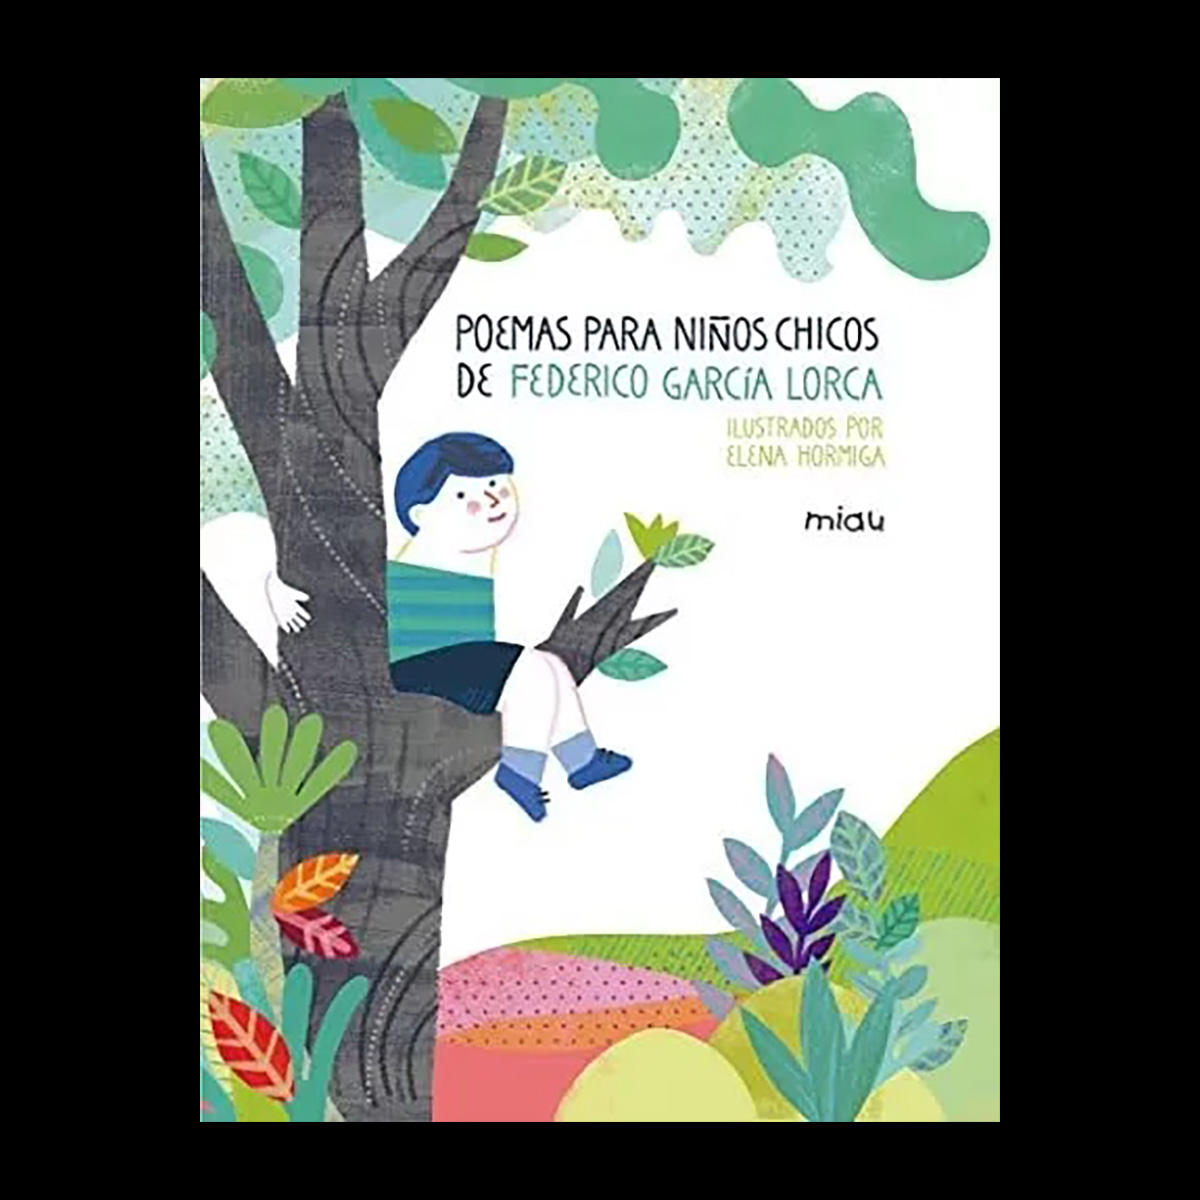 POEMAS PARA NIÑOS CHICOS
DE FEDERICO GARCÍA LORCA
ILUSTRADOS POR
ELENA HORMIGA
miau